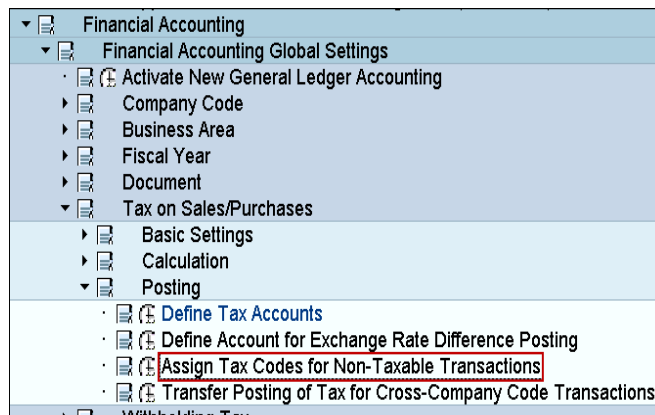 Financial Accounting
Financial Accounting Global Settings
Activate New General Ledger Accounting
Company Code
Business Area
Fiscal Year
Document
Tax on Sales/Purchases
Basic Settings
Calculation
Posting
Define Tax Accounts
Define Account for Exchange Rate Difference Posting
Assign Tax Codes for Non-Taxable Transactions
Transfer Posting of Tax for Cross-Company Code Transactions
Withholding Tax